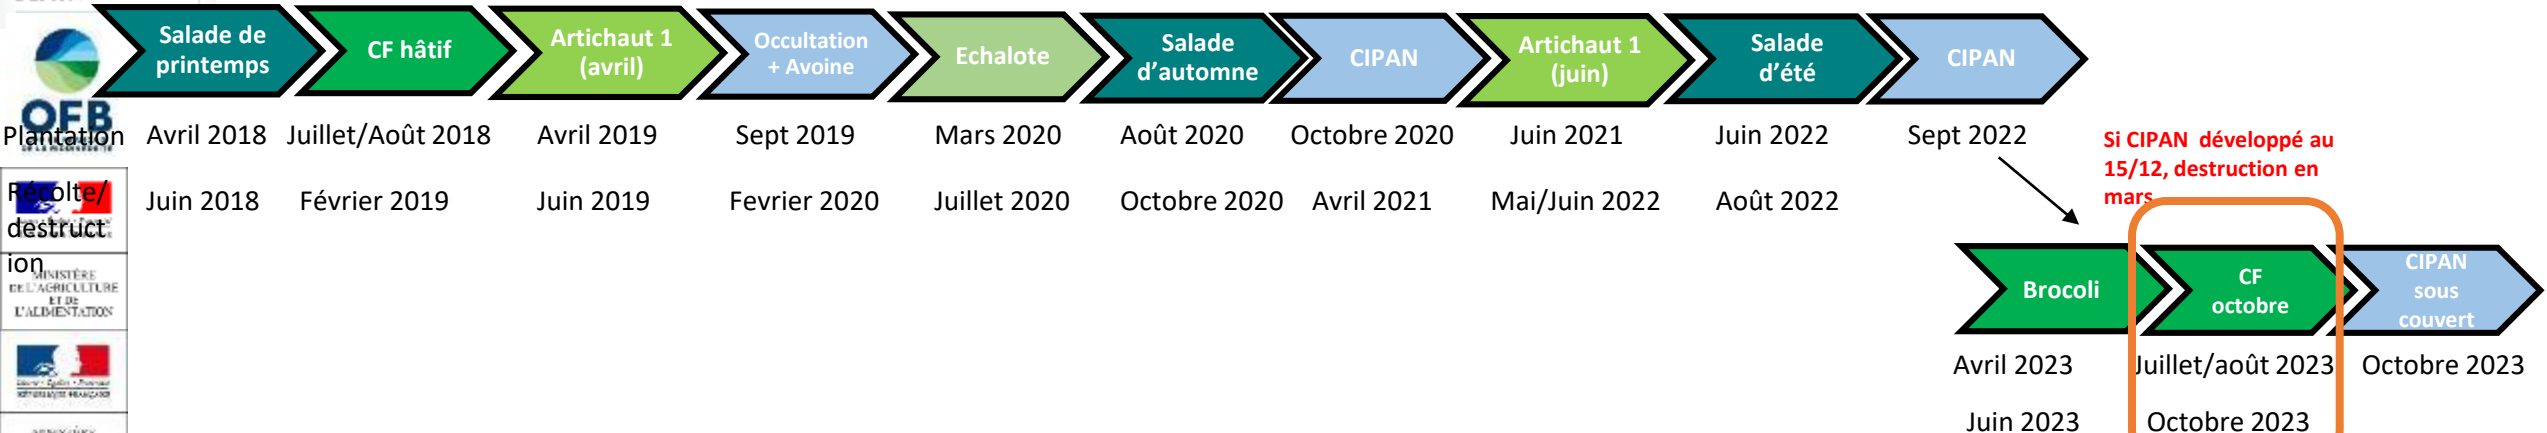 Salade de
printemps
CF hâtif
Artichaut 1
(avril)
Occultation
+ Avoine
Echalote
Salade
d'automne
CIPAN
Artichaut 1
(juin)
Salade
d'été
CIPAN
OFB
Plantation
Avril 2018
Juillet/Août 2018
Avril 2019
Sept 2019
Mars 2020
Août 2020
Octobre 2020
Juin 2021
Juin 2022
Sept 2022
Si CIPAN développé au
15/12, destruction en
mars
Récolte/
destruct
ion
Juin 2018
Février 2019
Juin 2019
Fevrier 2020
Juillet 2020
Octobre 2020
Avril 2021
Mai/Juin 2022
Août 2022
MINISTÈRE
DE L'AGRICULTURE
ET DE
L'ALIMENTATION
Brocoli
CF
octobre
CIPAN
sous
couvert
Avril 2023
Juillet/août 2023
Octobre 2023
Juin 2023
Octobre 2023